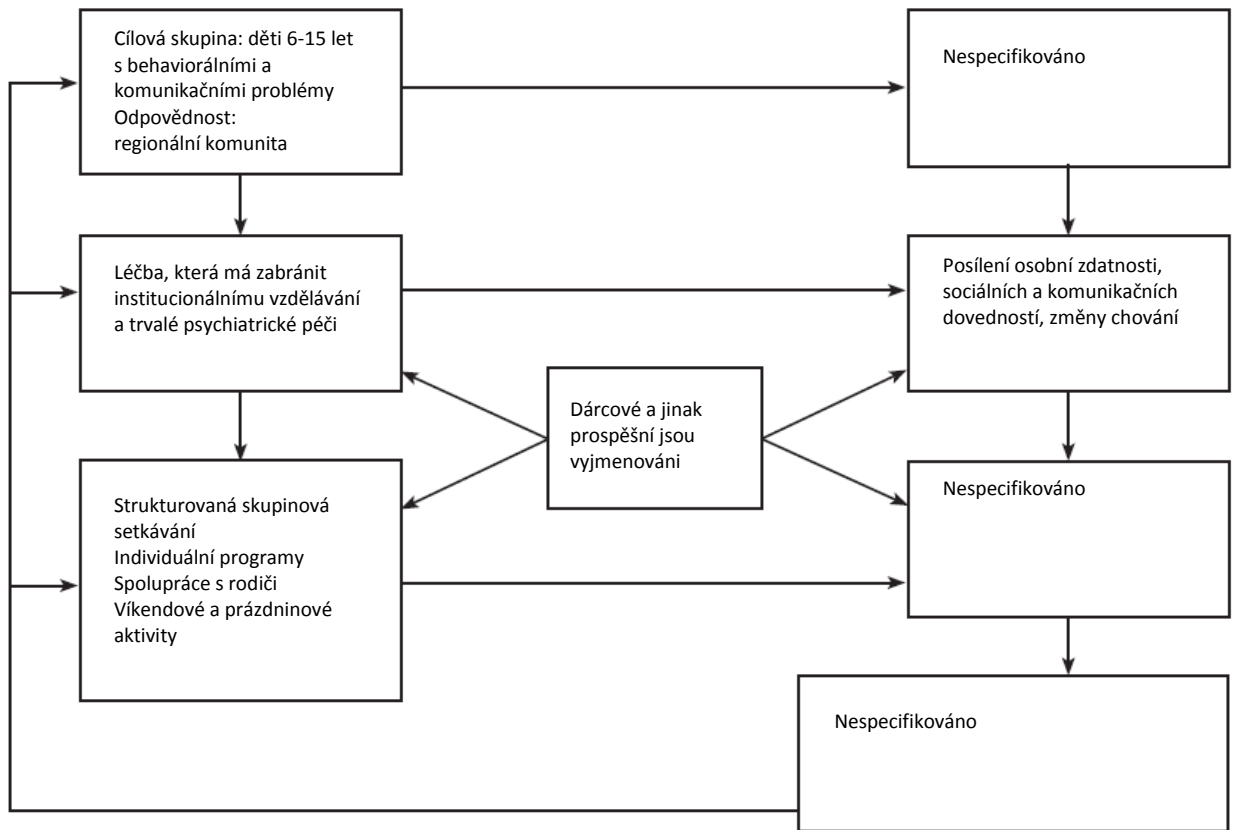 Cílová skupina: děti 6-15 let
s behaviorálními a
komunikačními problémy
Odpovědnost:
regionální komunita
Nespecifikováno
Léčba, která má zabránit
institucionálnímu vzdělávání
a trvalé psychiatrické péči
Posílení osobní zdatnosti,
sociálních a komunikačních
dovedností, změny chování
Dárcové a jinak
prospěšní jsou
vyjmenováni
Strukturovaná skupinová
setkávání
Individuální programy
Spolupráce s rodiči
Víkendové a prázdninové
aktivity
Nespecifikováno
Nespecifikováno